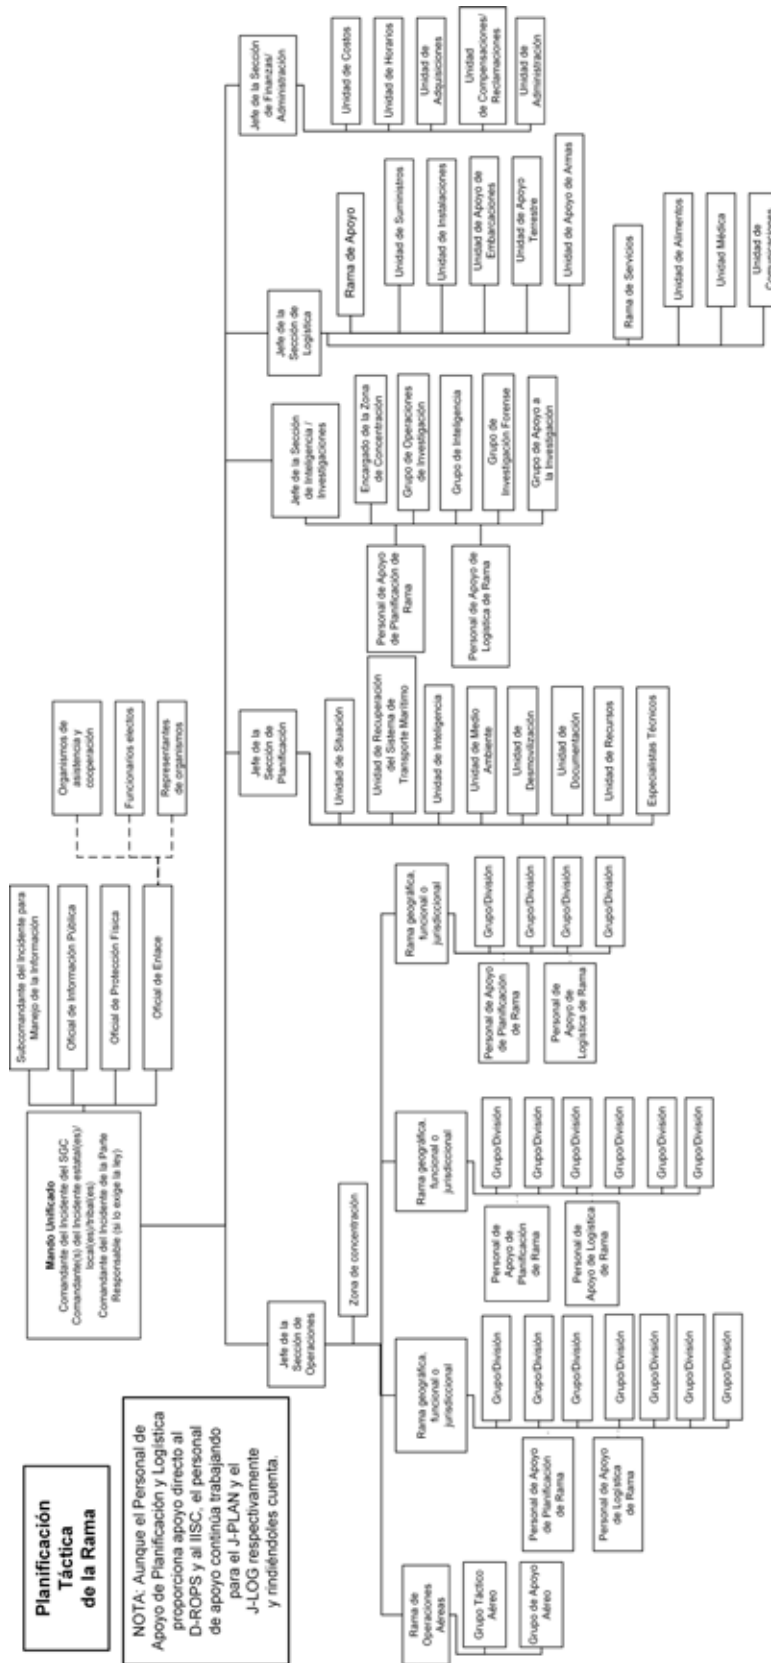 Planificación
Táctica
de la Rama
NOTA: Aunque el Personal de
Apoyo de Planificación y Logística
proporciona apoyo directo al
D-ROPS y al IISC, el personal
de apoyo continúa trabajando
para el J-PLAN y el
J-LOG respectivamente
y rindiéndoles cuenta.
Mando Unificado
Comandante del Incidente del SGC
Comandante(s) del Incidente estatal(es)/
local(es)/tribal(es)
Comandante del Incidente de la Parte
Responsable (si lo exige la ley)
Subcomandante del Incidente para
Manejo de la Información
Oficial de Información Pública
Oficial de Protección Física
Oficial de Enlace
Organismos de
asistencia y
cooperación
Funcionarios electos
Representantes
de organismos
Jefe de la
Sección de
Operaciones
Zona de concentración
Rama de
Operaciones
Aéreas
Grupo Táctico
Aéreo
Grupo de Apoyo
Aéreo
Rama geográfica,
funcional o
jurisdiccional
Grupo/División
Grupo/División
Grupo/División
Grupo/División
Grupo/División
Grupo/División
Grupo/División
Personal de Apoyo
de Planificación
de Rama
Personal de Apoyo
de Logística
de Rama
Rama geográfica,
funcional o
jurisdiccional
Grupo/División
Grupo/División
Grupo/División
Grupo/División
Grupo/División
Grupo/División
Personal de
Apoyo de
Planificación
de Rama
Personal de
Apoyo de Logística
de Rama
Rama geográfica,
funcional o
jurisdiccional
Grupo/División
Grupo/División
Grupo/División
Grupo/División
Personal de Apoyo
de Planificación
de Rama
Personal de
Apoyo de
Logística de Rama
Jefe de la
Sección de
Planificación
Unidad de Situación
Unidad de Recuperación
del Sistema de
Transporte Marítimo
Unidad de Inteligencia
Unidad de Medio
Ambiente
Unidad de
Desmovilización
Unidad de
Documentación
Unidad de Recursos
Especialistas Técnicos
Jefe de la Sección
de Inteligencia /
Investigaciones
Encargado de la Zona
de Concentración
Grupo de Operaciones
de Investigación
Grupo de Inteligencia
Grupo de
Investigación Forense
Grupo de Apoyo a
la Investigación
Personal de Apoyo
de Planificación de
Rama
Personal de Apoyo de
Logística de Rama
Jefe de la
Sección de
Logística
Rama de Apoyo
Unidad de Suministros
Unidad de Instalaciones
Unidad de Apoyo de
Embarcaciones
Unidad de Apoyo
Terrestre
Unidad de Apoyo de Armas
Rama de Servicios
Unidad de Alimentos
Unidad Médica
Unidad de
Comunicaciones
Jefe de la Sección
de Finanzas/
Administración
Unidad de Costos
Unidad de Horarios
Unidad de
Adquisiciones
Unidad
de Compensaciones/
Reclamaciones
Unidad de
Administración